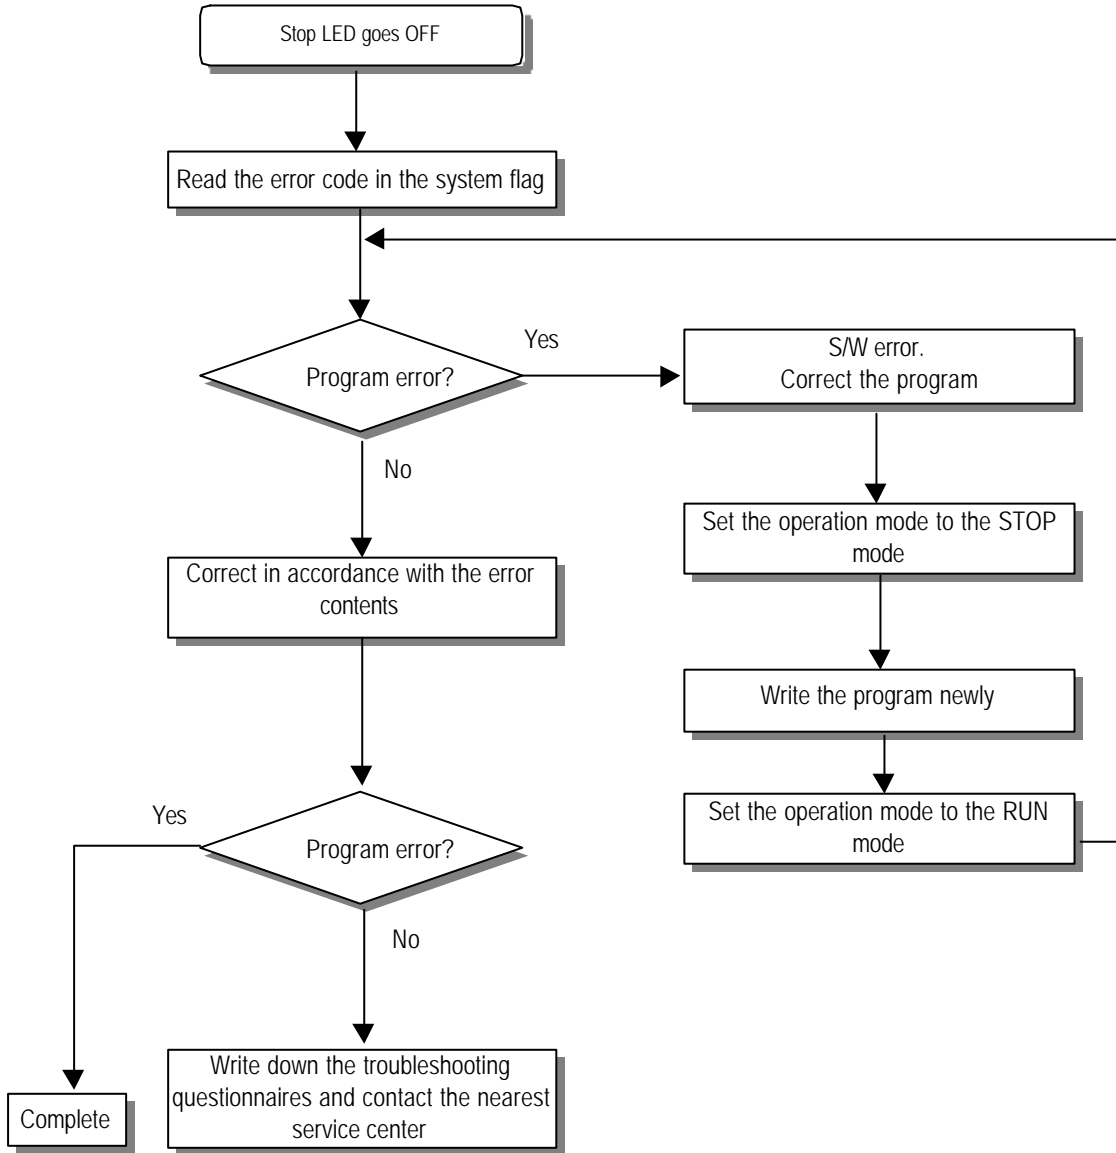 Stop LED goes OFF
Read the error code in the system flag
Program error?
Yes
S/W error.
Correct the program
No
Set the operation mode to the STOP
mode
Correct in accordance with the error
contents
Write the program newly
Set the operation mode to the RUN
mode
Program error?
Yes
No
Write down the troubleshooting
questionnaires and contact the nearest
service center
Complete